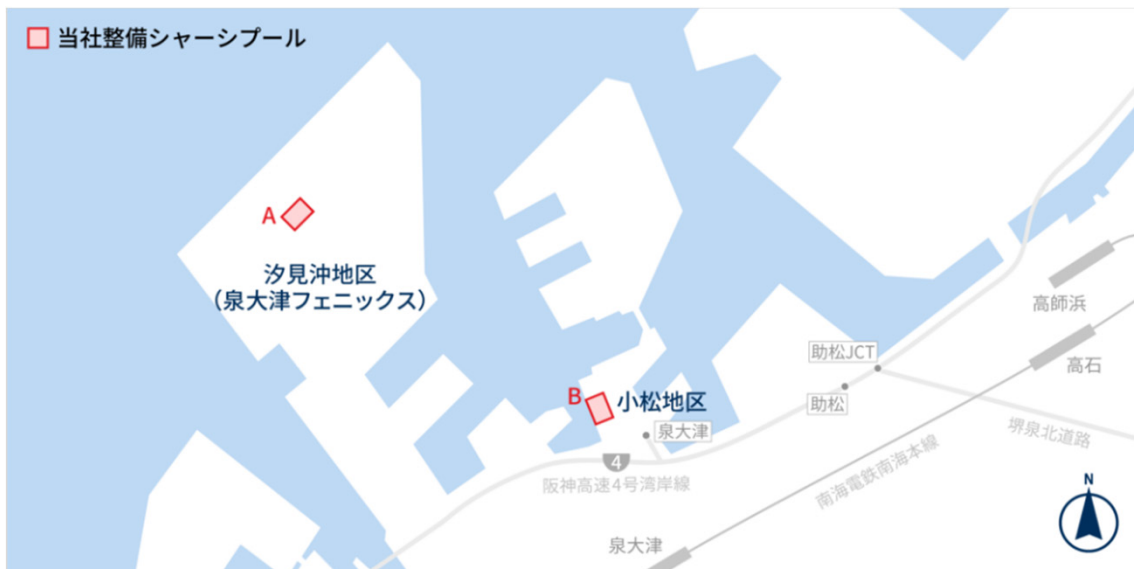 当社整備シャーシプール
A
汐見沖地区
（泉大津フェニックス）
B
小松地区
泉大津
助松JCT
助松
高師浜
高石
堺泉北道路
4
阪神高速4号湾岸線
南海電鉄南海本線
泉大津
N